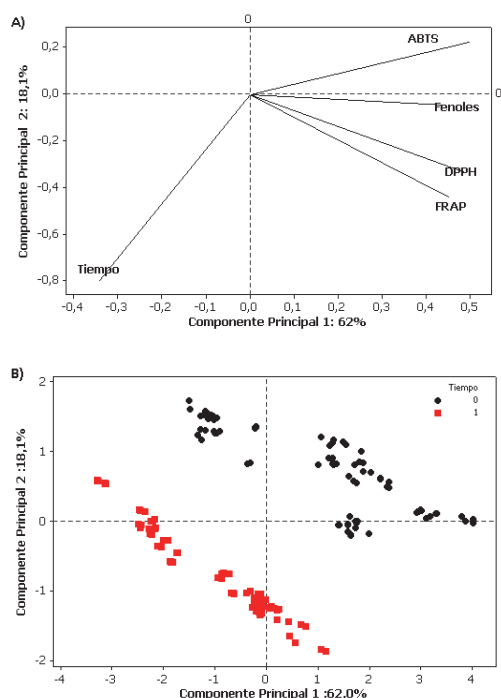 A)
0
0,2
0,0
-0,2
-0,4
-0,6
-0,8
Componente Principal 2: 18,1%
ABTS
0
Fenoles
DPPH
FRAP
Tiempo
-0,4 -0,3 -0,2 -0,1 0,0 0,1 0,2 0,3 0,4 0,5
Componente Principal 1: 62%
B)
2
1
0
-1
-2
Componente Principal 2 :18,1%
Tiempo
0
1
-4 -3 -2 -1 0 1 2 3 4
Componente Principal 1 :62.0%